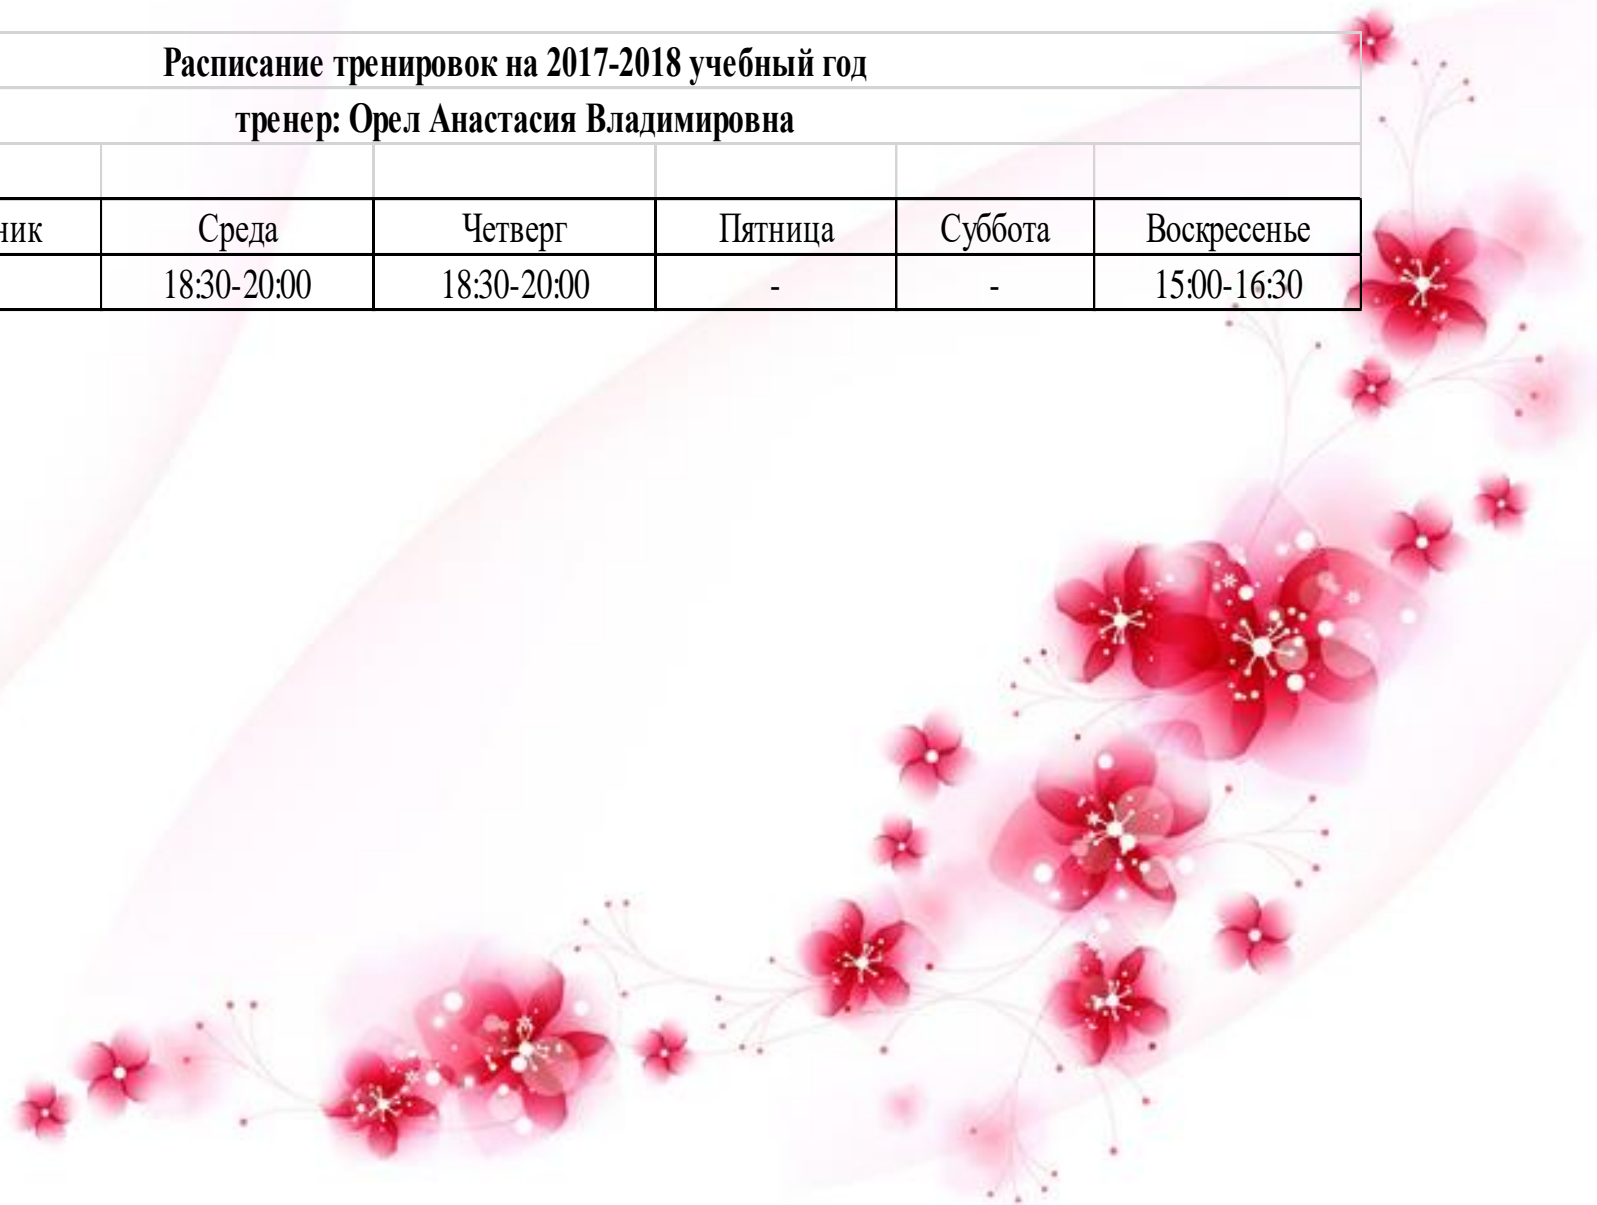 Расписание тренировок на 2017-2018 учебный год
тренер: Орел Анастасия Владимировна
ник Среда Четверг Пятница Суббота Воскресенье
18:30-20:00 18:30-20:00 - - 15:00-16:30